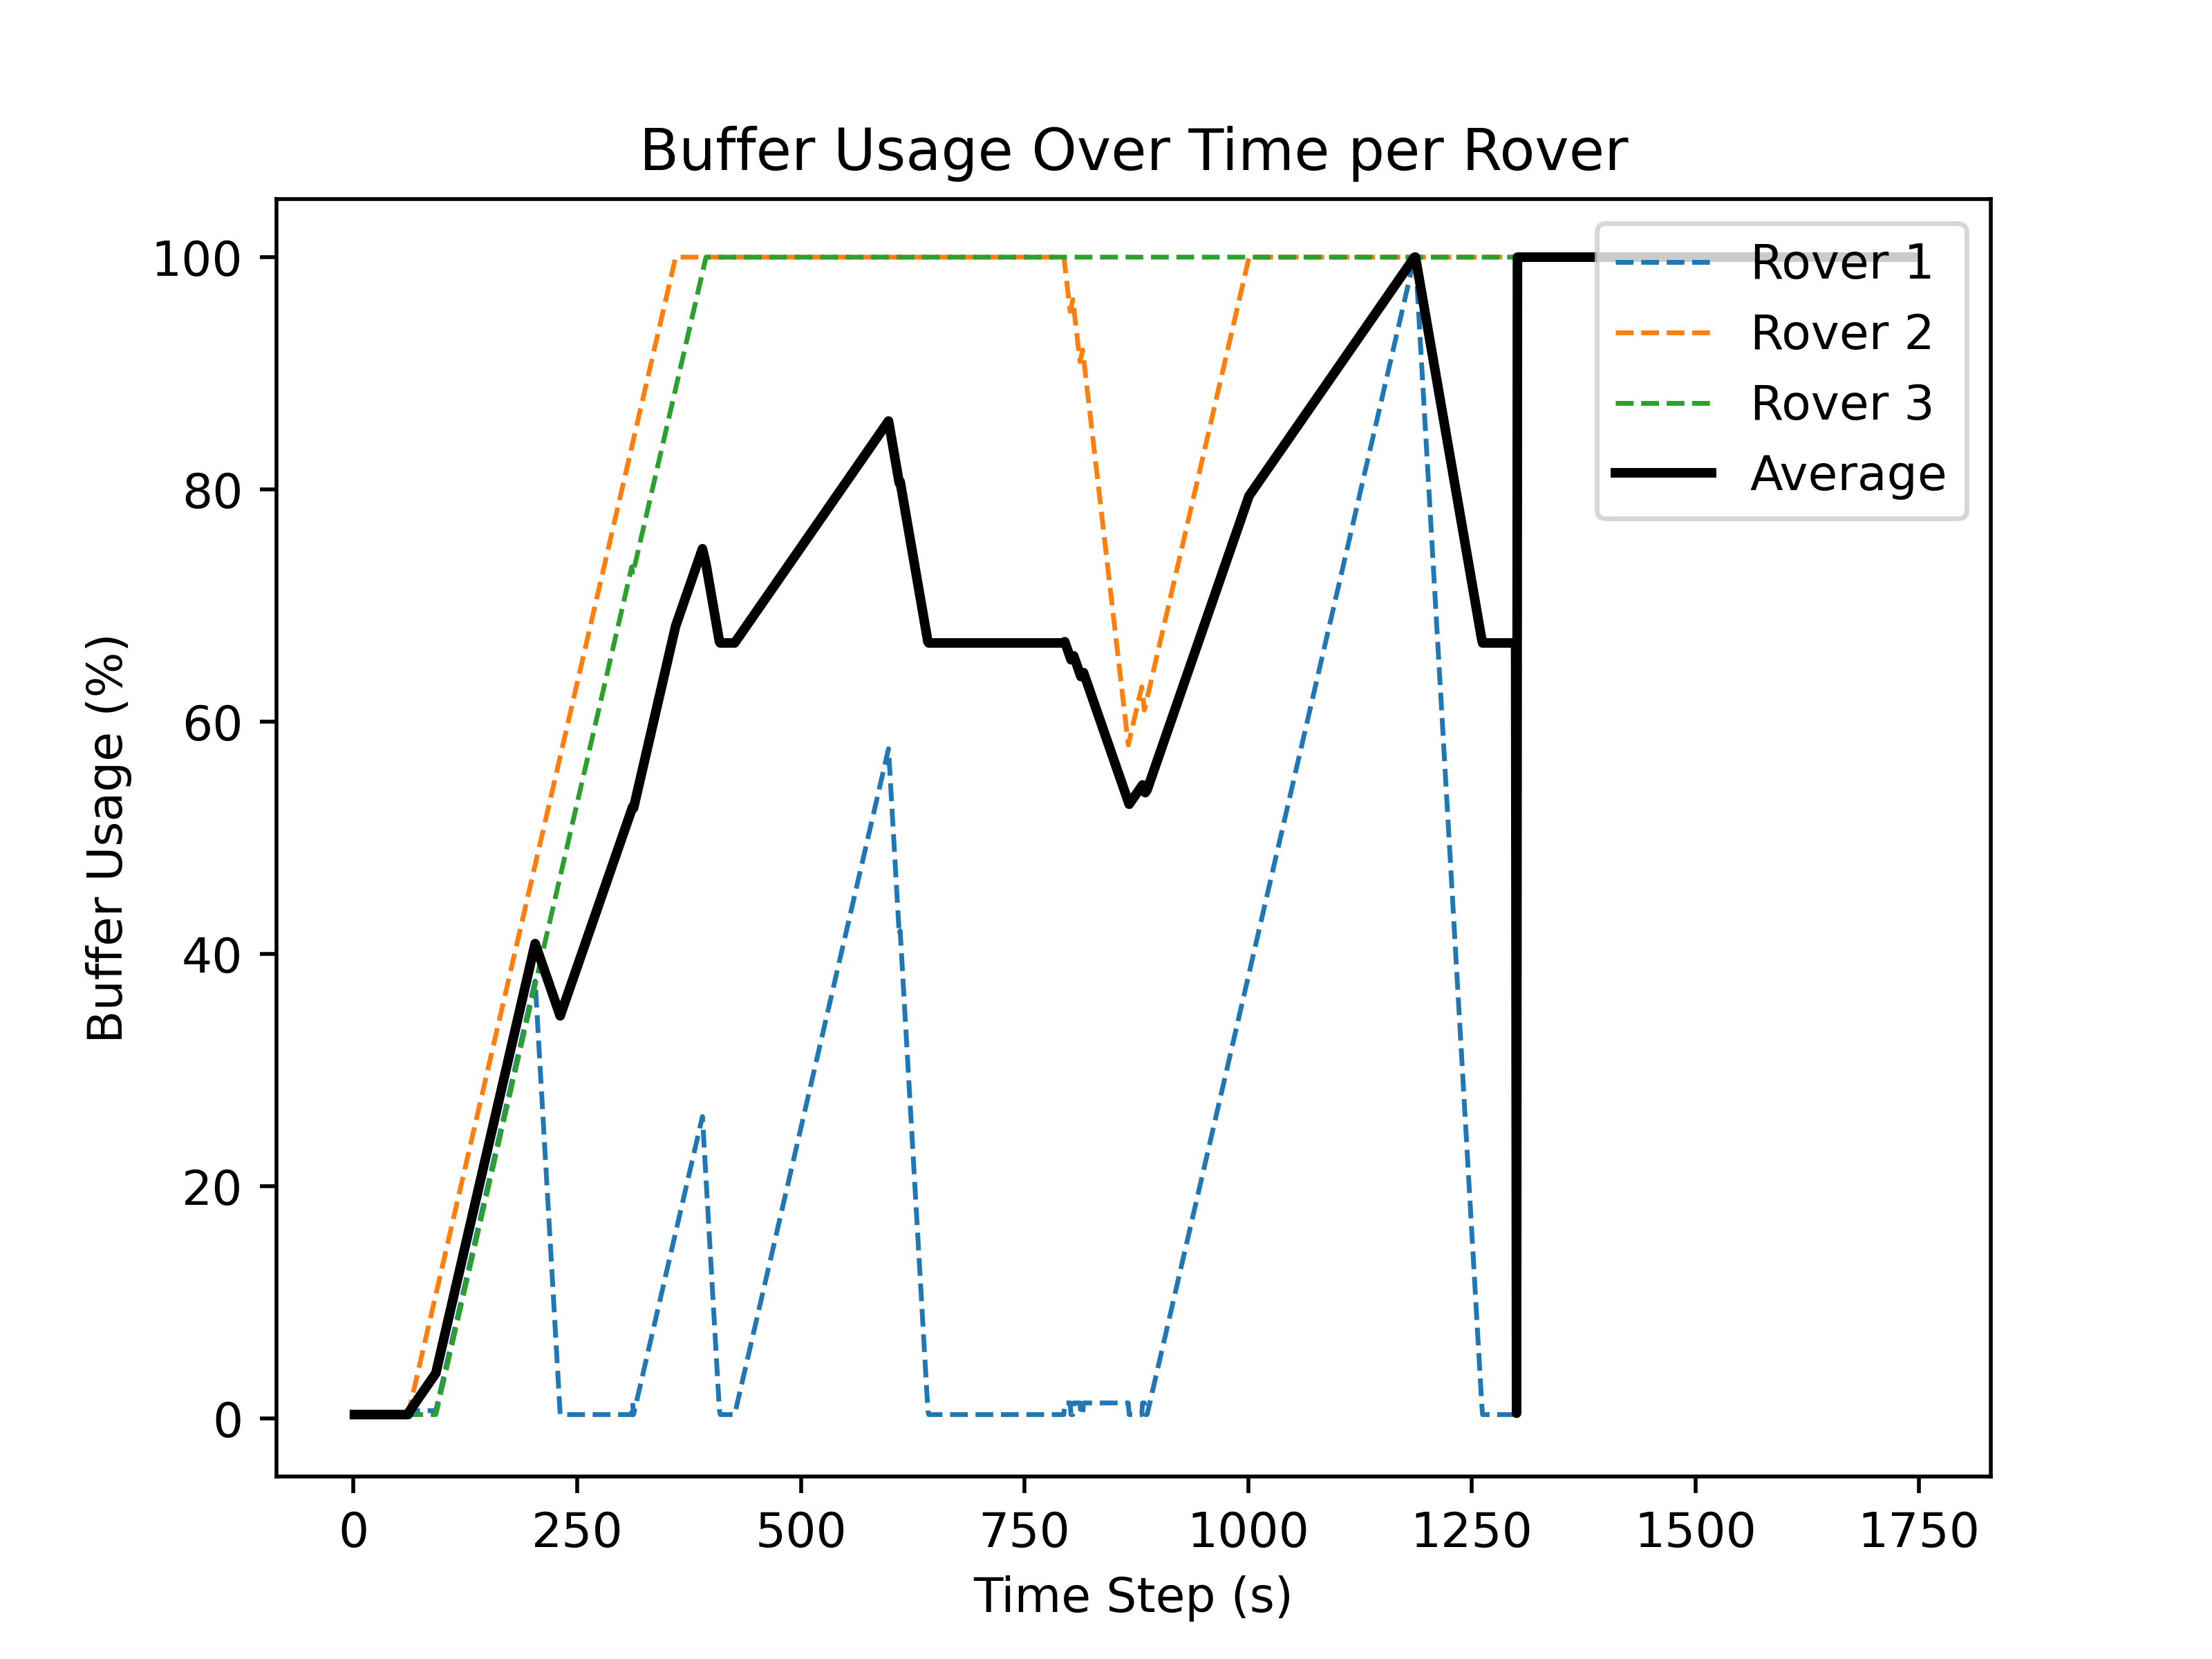 Buffer Usage Over Time per Rover
Buffer Usage (%)
100
80
60
40
20
0
Rover 1
Rover 2
Rover 3
Average
0 250 500 750 1000 1250 1500 1750
Time Step (s)